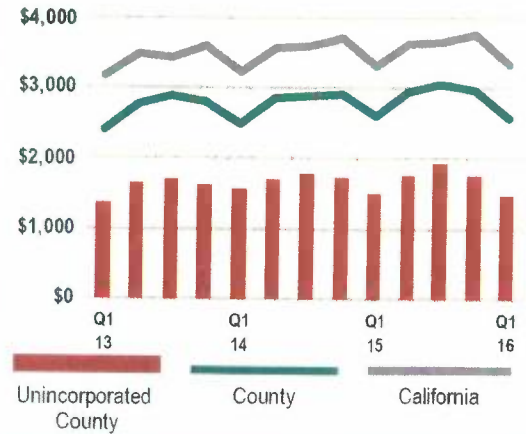 $4,000
$3,000
$2,000
$1,000
$0
Q1 Q1 Q1 Q1
13 14 15 16
Unincorporated County California
County